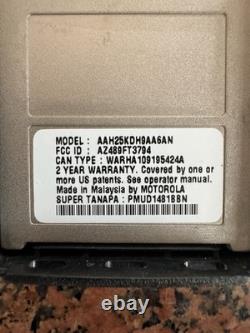 MODEL : AAH25KDH9AA6AN
FCC ID : AZ489FT3794
CAN TYPE : WARHA109195424A
2 YEAR WARRANTY. Covered by one or
more US patents. See operator manual.
Made in Malaysia by MOTOROLA
SUPER TANAPA : PMUD1481BBN
ebay